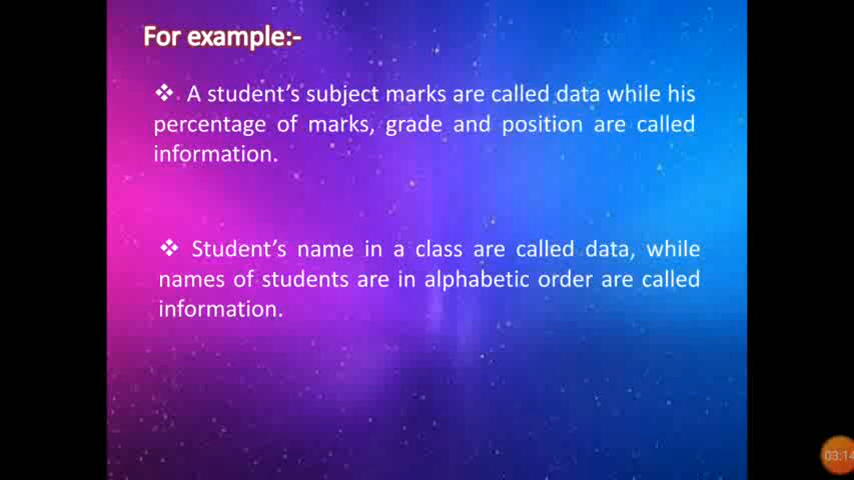 For example:-
❖ A student's subject marks are called data while his
percentage of marks, grade and position are called
information.
❖ Student's name in a class are called data, while
names of students are in alphabetic order are called
information.
03:14